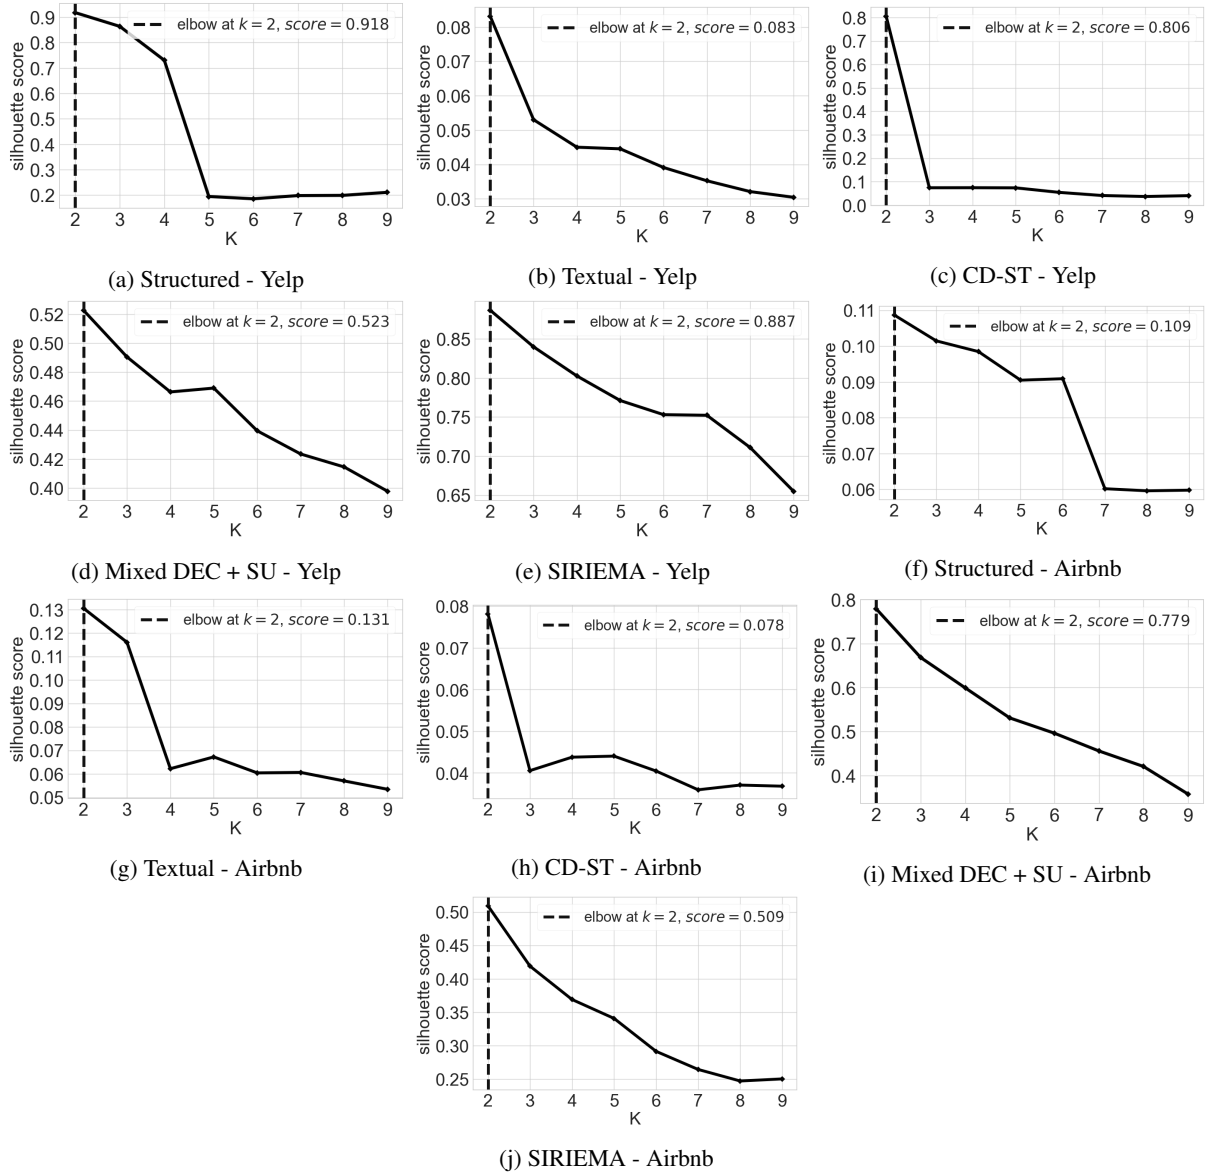 elbow at k = 2, score = 0.918
silhouette score
0.9
0.8
0.7
0.6
0.5
0.4
0.3
0.2
2 3 4 5 6 7 8 9
K
(a) Structured - Yelp
elbow at k = 2, score = 0.083
silhouette score
0.08
0.07
0.06
0.05
0.04
0.03
2 3 4 5 6 7 8 9
K
(b) Textual - Yelp
elbow at k = 2, score = 0.806
silhouette score
0.8
0.7
0.6
0.5
0.4
0.3
0.2
0.1
0.0
2 3 4 5 6 7 8 9
K
(c) CD-ST - Yelp
elbow at k = 2, score = 0.523
silhouette score
0.52
0.50
0.48
0.46
0.44
0.42
0.40
2 3 4 5 6 7 8 9
K
(d) Mixed DEC + SU - Yelp
elbow at k = 2, score = 0.887
silhouette score
0.85
0.80
0.75
0.70
0.65
2 3 4 5 6 7 8 9
K
(e) SIRIEMA - Yelp
elbow at k = 2, score = 0.109
silhouette score
0.11
0.10
0.09
0.08
0.07
0.06
2 3 4 5 6 7 8 9
K
(f) Structured - Airbnb
elbow at k = 2, score = 0.131
silhouette score
0.13
0.12
0.11
0.10
0.09
0.08
0.07
0.06
0.05
2 3 4 5 6 7 8 9
K
(g) Textual - Airbnb
elbow at k = 2, score = 0.078
silhouette score
0.08
0.07
0.06
0.05
0.04
2 3 4 5 6 7 8 9
K
(h) CD-ST - Airbnb
elbow at k = 2, score = 0.779
silhouette score
0.8
0.7
0.6
0.5
0.4
2 3 4 5 6 7 8 9
K
(i) Mixed DEC + SU - Airbnb
elbow at k = 2, score = 0.509
silhouette score
0.50
0.45
0.40
0.35
0.30
0.25
2 3 4 5 6 7 8 9
K
(j) SIRIEMA - Airbnb